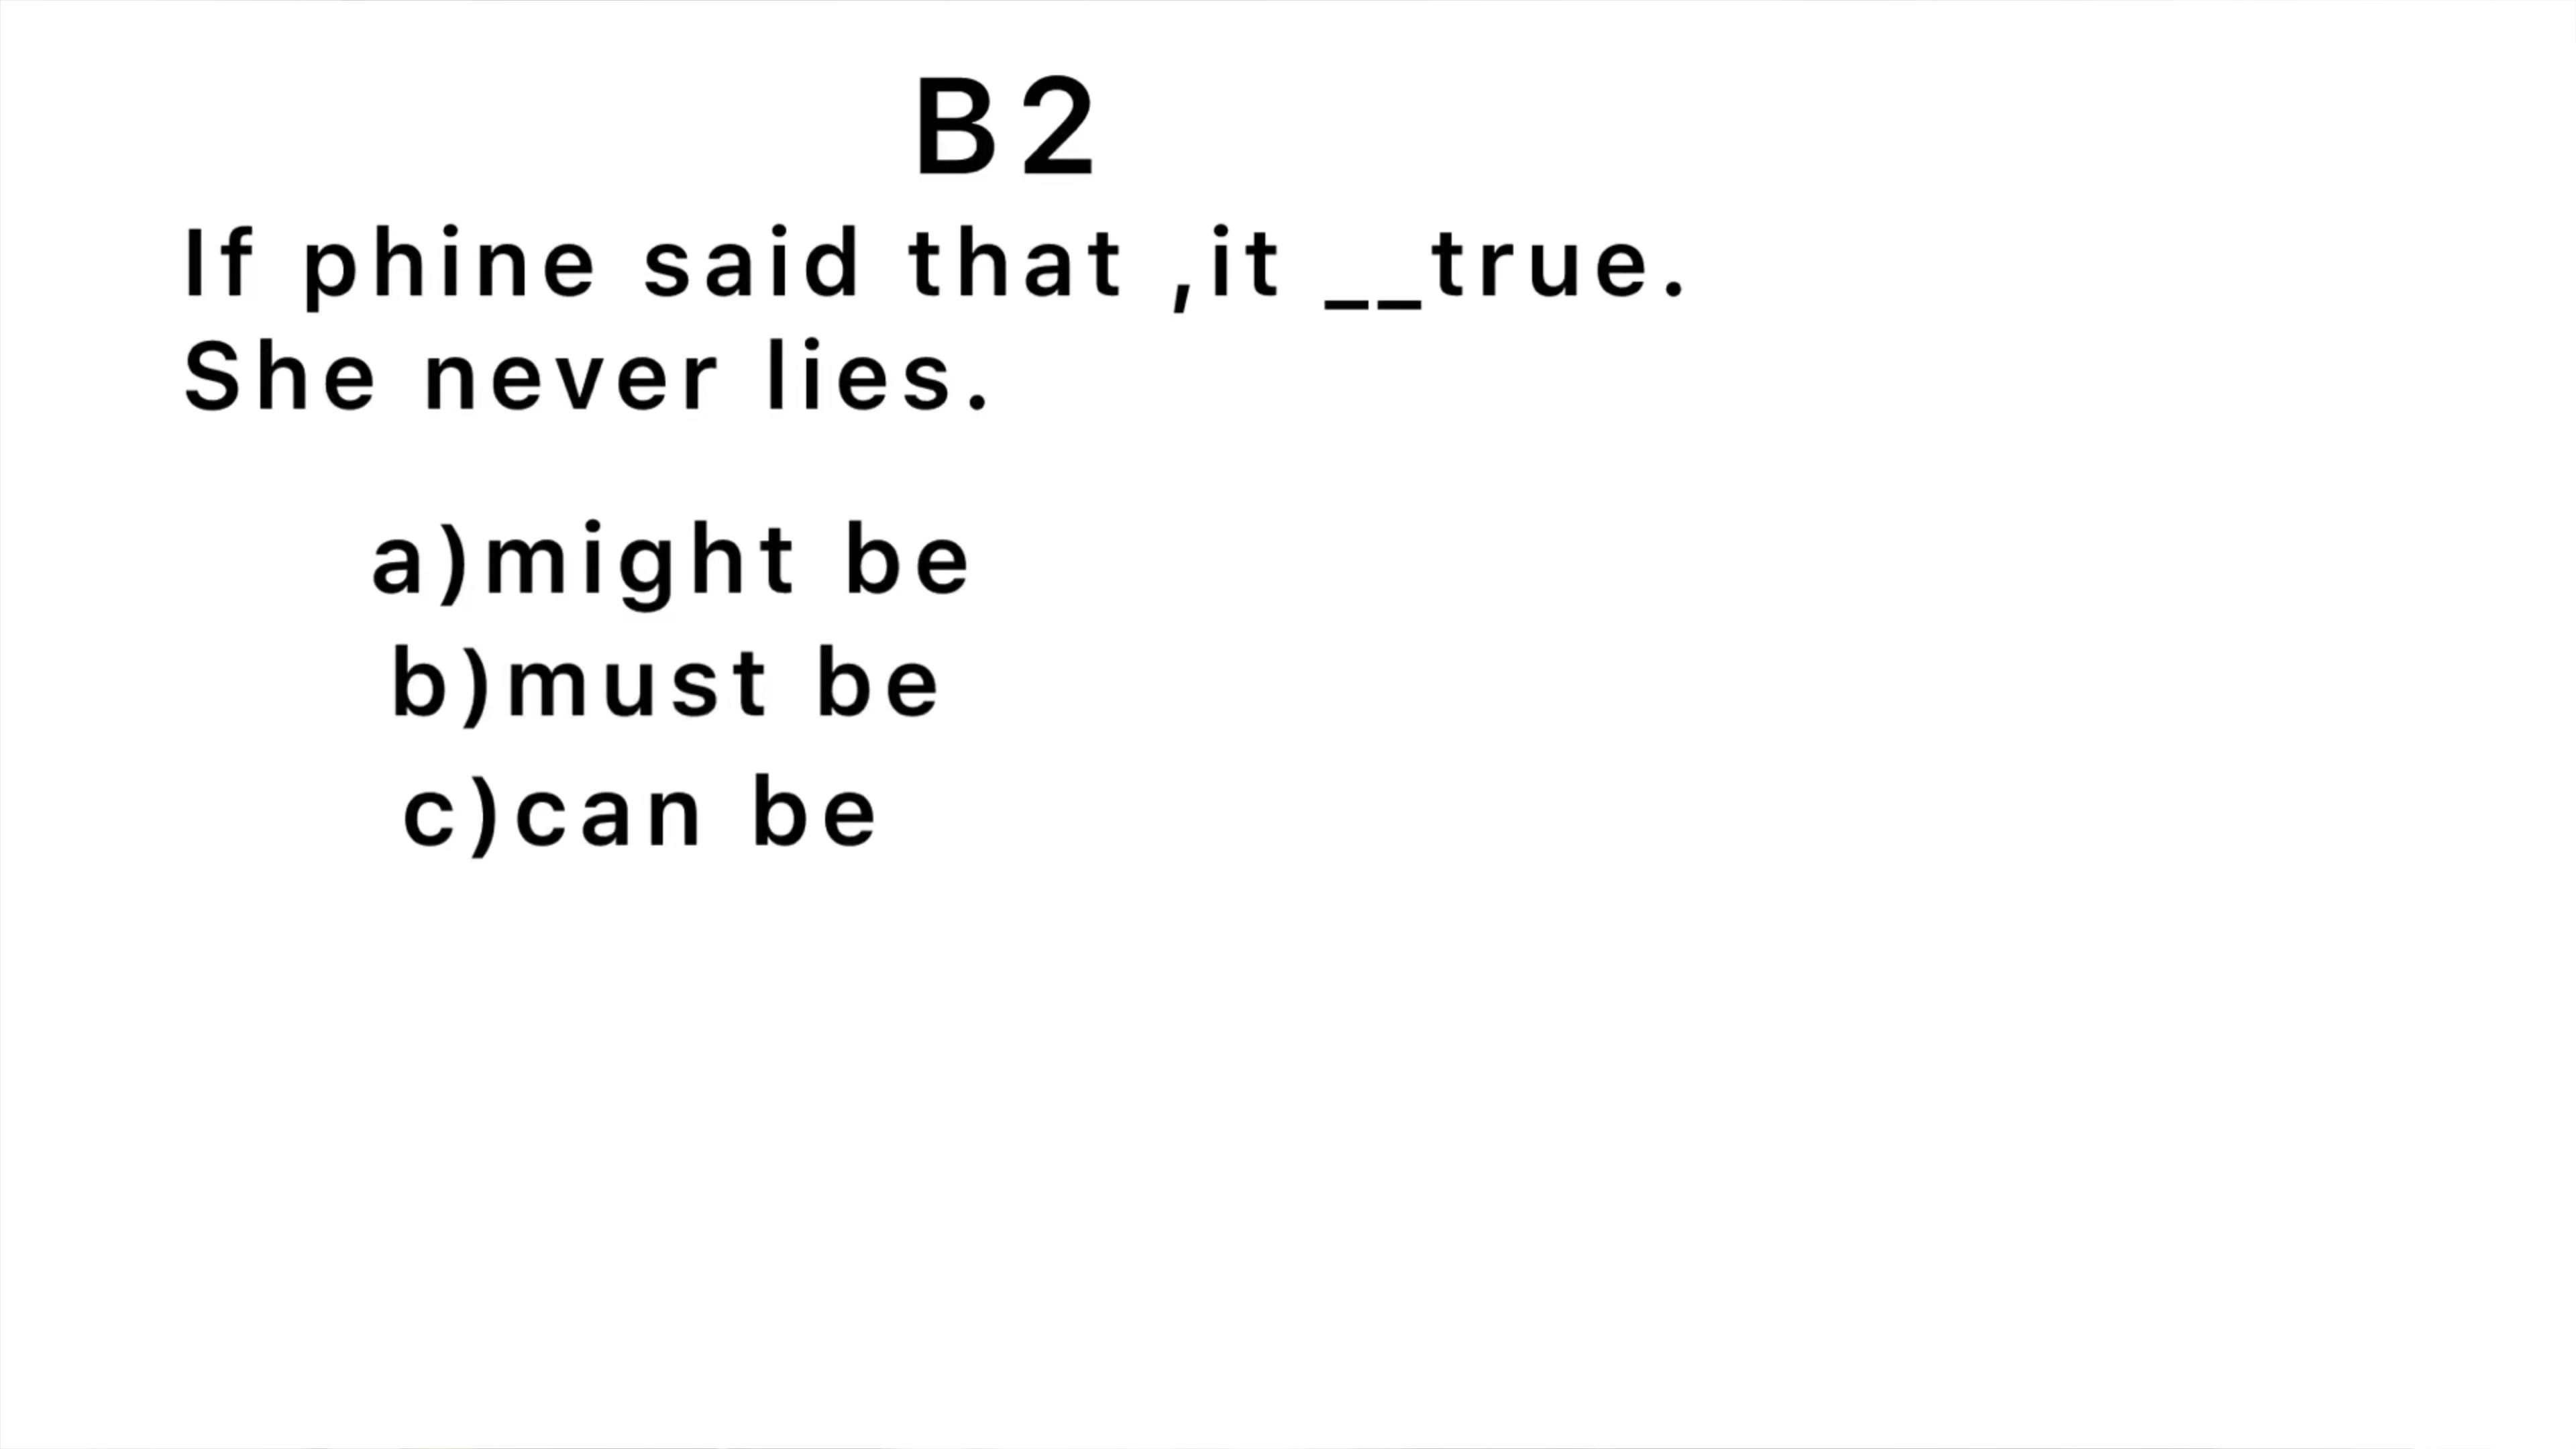 B2
If phine said that ,it __true.
She never lies.
a)might be
b)must be
c)can be